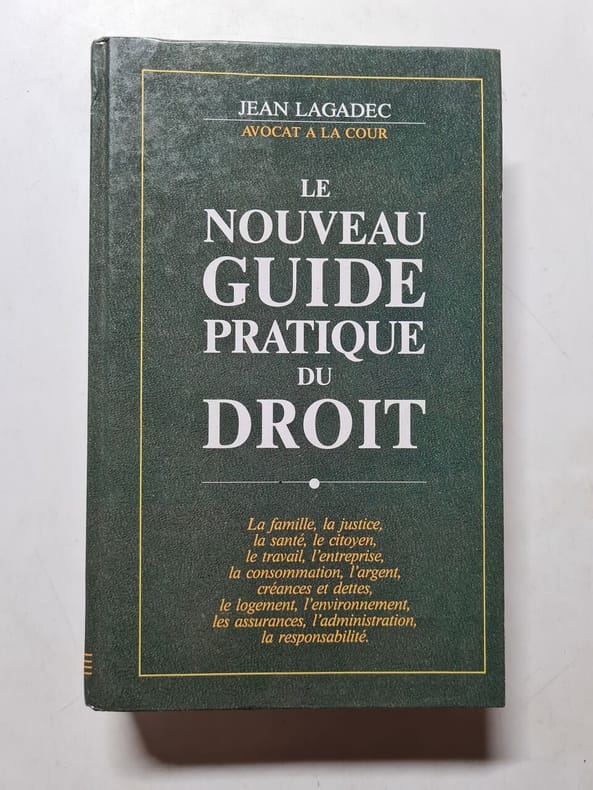 JEAN LAGADEC
AVOCAT A LA COUR
LE
NOUVEAU
GUIDE
PRATIQUE
DU
DROIT
La famille, la justice,
la santé, le citoyen,
le travail, l'entreprise,
la consommation, l'argent,
créances et dettes,
le logement, l'environnement,
les assurances, l'administration,
la responsabilité.